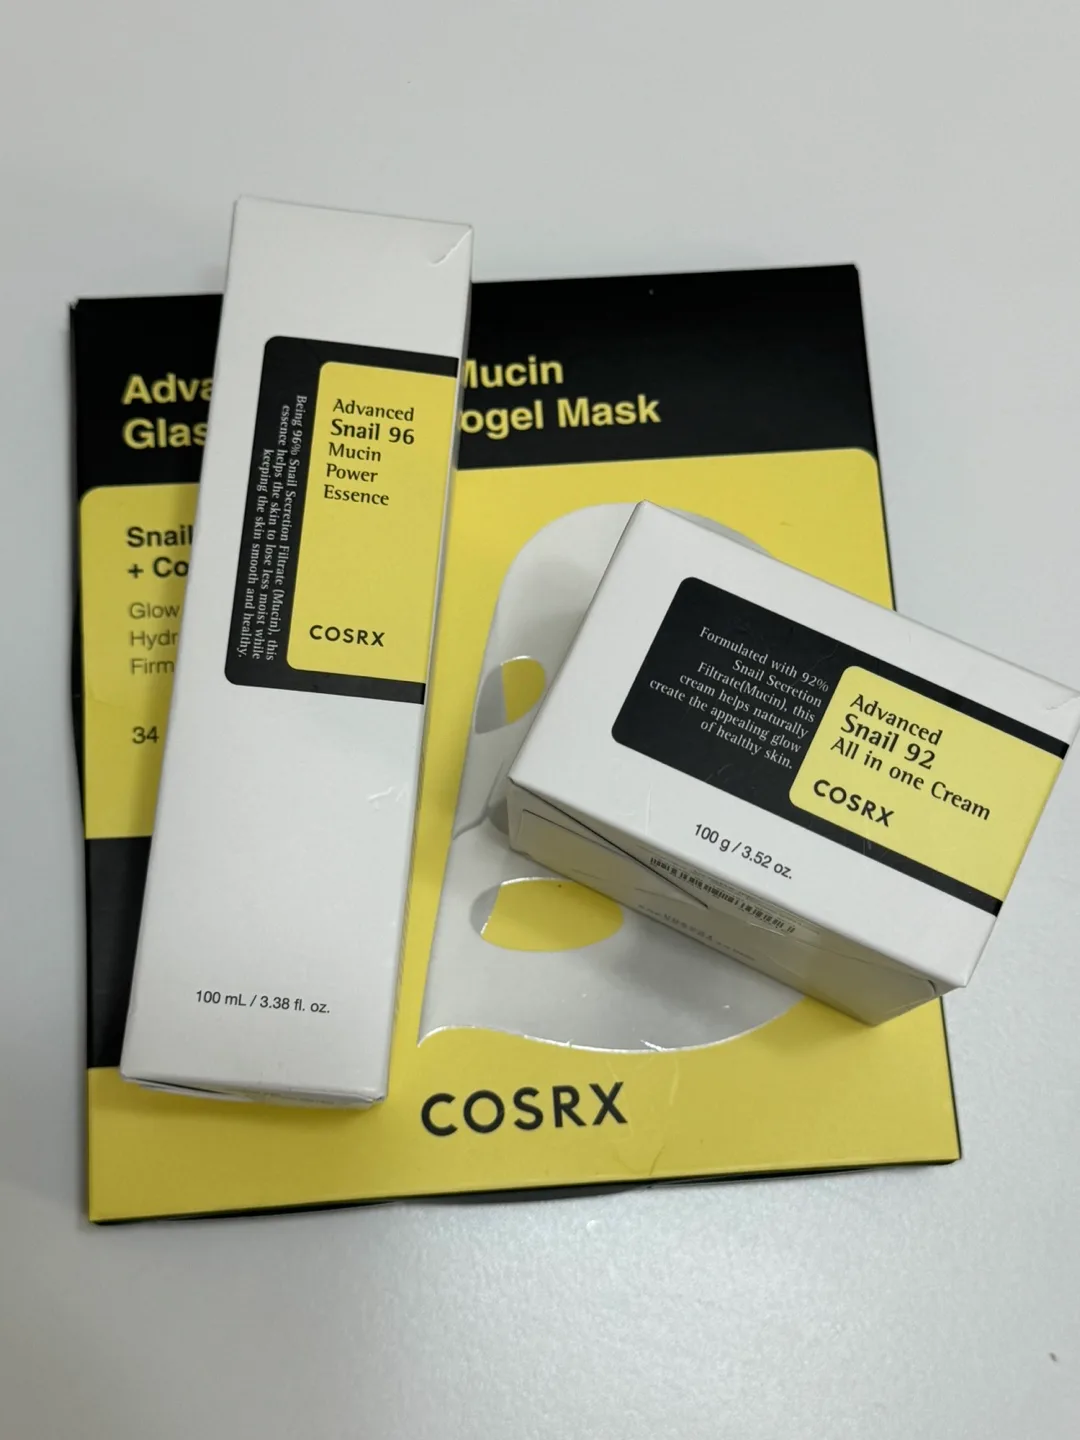 Adva
Glas
Mucin
ogel Mask
Snail
+ Co
Glow
Hydr
Firm
34
COSRX
Being 96% Snail Secretion Filtrate (Mucin), this
essence helps the skin to lose less moist while
keeping the skin smooth and healthy.
Advanced
Snail 96
Mucin
Power
Essence
COSRX
100 mL / 3.38 fl. oz.
Formulated with 92%
Snail Secretion
Filtrate(Mucin), this
cream helps naturally
create the appealing glow
of healthy skin.
Advanced
Snail 92
All in one Cream
COSRX
100 g / 3.52 oz.